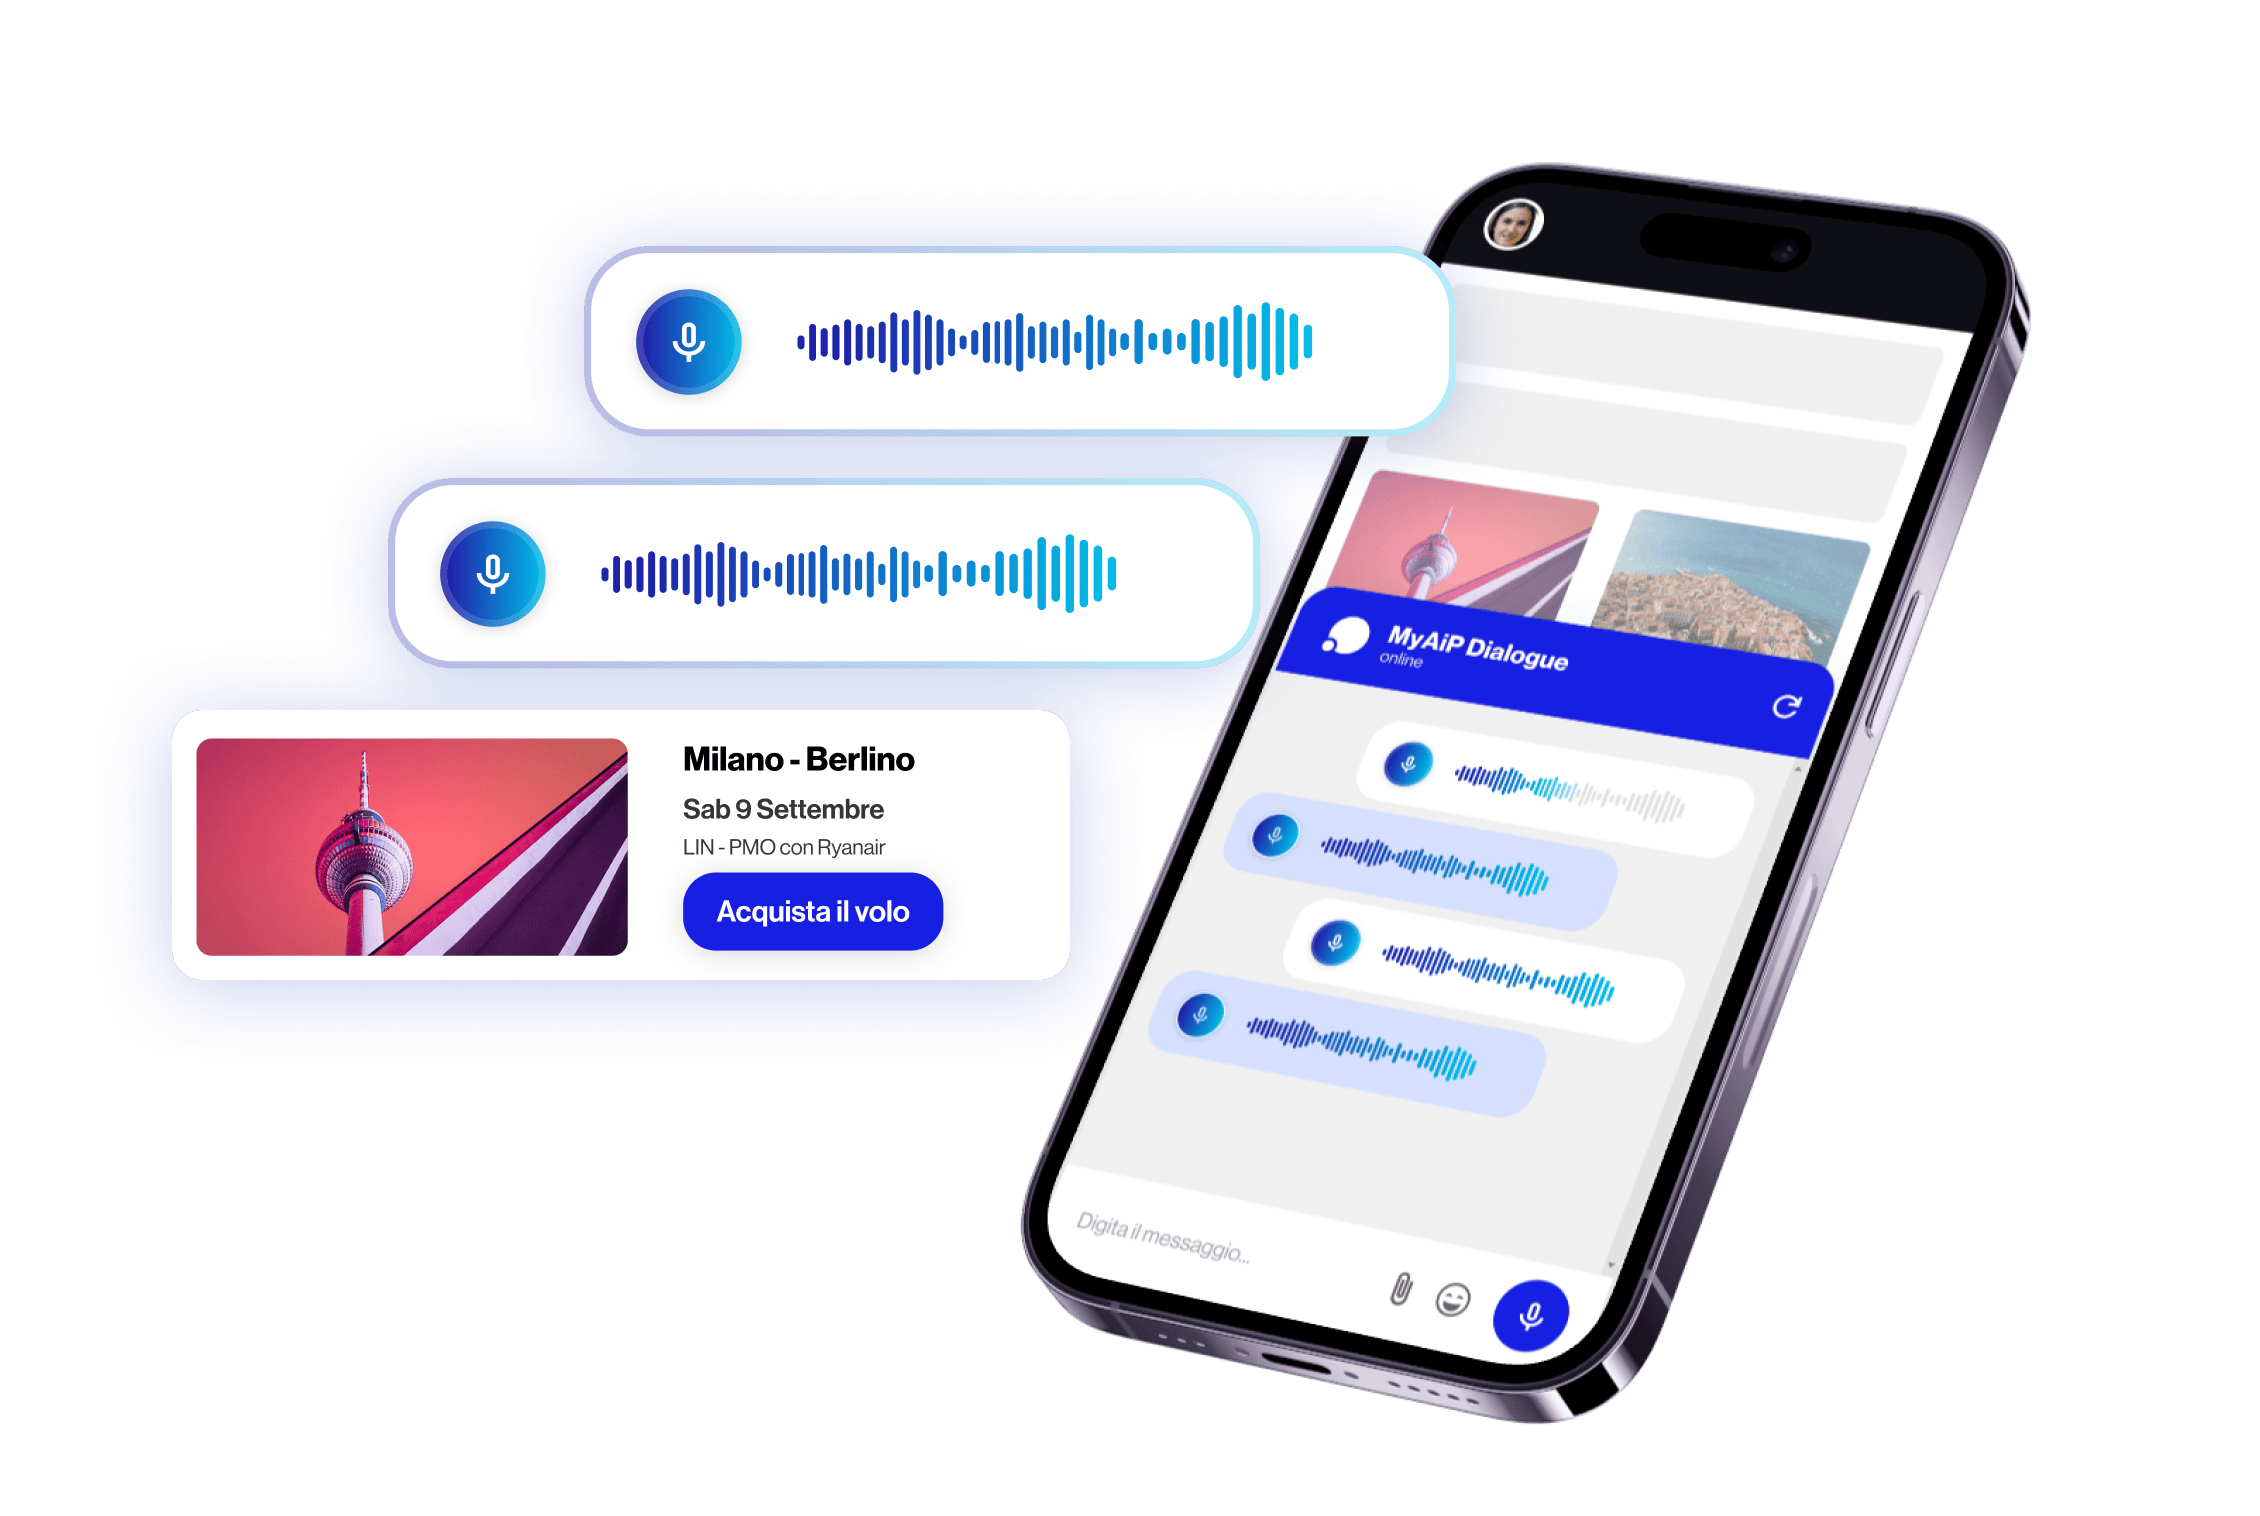 Milano - Berlino
Sab 9 Settembre
LIN - PMO con Ryanair
Acquista il volo
MyAiP Dialogue
online
Digita il messaggio...